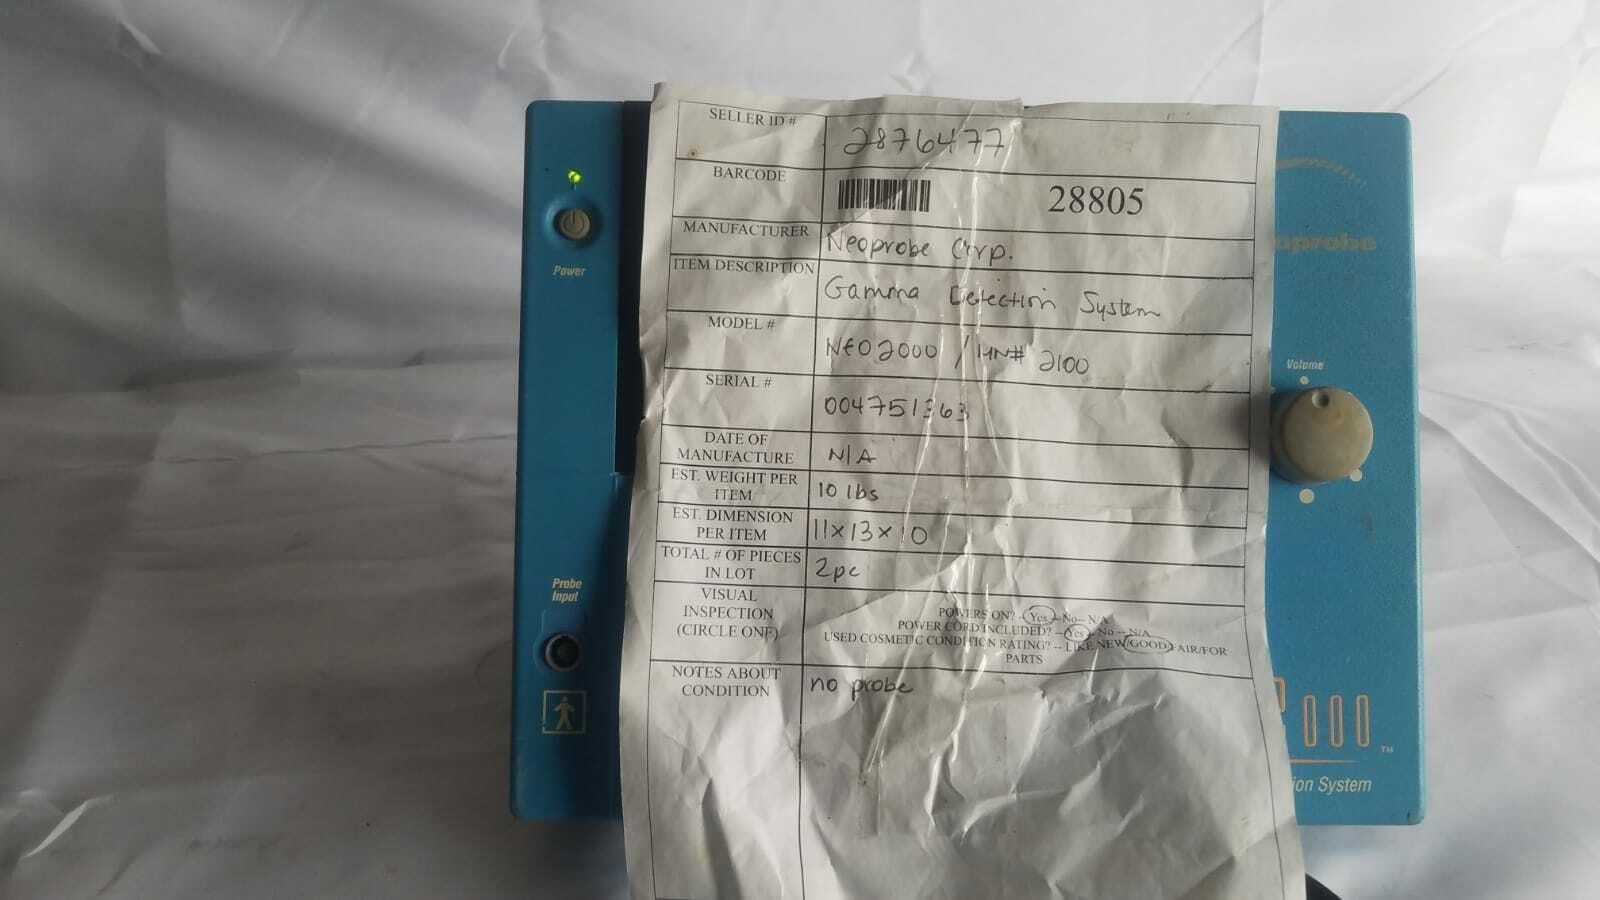 SELLER ID # 2876477
BARCODE 28805
MANUFACTURER Neoprobe Corp.
ITEM DESCRIPTION Gamma Detection System
MODEL # NEO2000 / # 2100
SERIAL # 004751363
DATE OF
MANUFACTURE N/A
EST. WEIGHT PER
ITEM 10 lbs
EST. DIMENSION
PER ITEM 11x13x10
TOTAL # OF PIECES
IN LOT 2pc
VISUAL
INSPECTION
(CIRCLE ONE)
POWERS ON? - Yes - No - N/A
POWER CORD INCLUDED? - Yes - No - N/A
USED COSMETIC CONDITION RATING? -- LIKE NEW/GOOD/FAIR/FOR
PARTS
NOTES ABOUT
CONDITION no probe
Power
Probe
Input
oprobe
Volume
000™
ion System